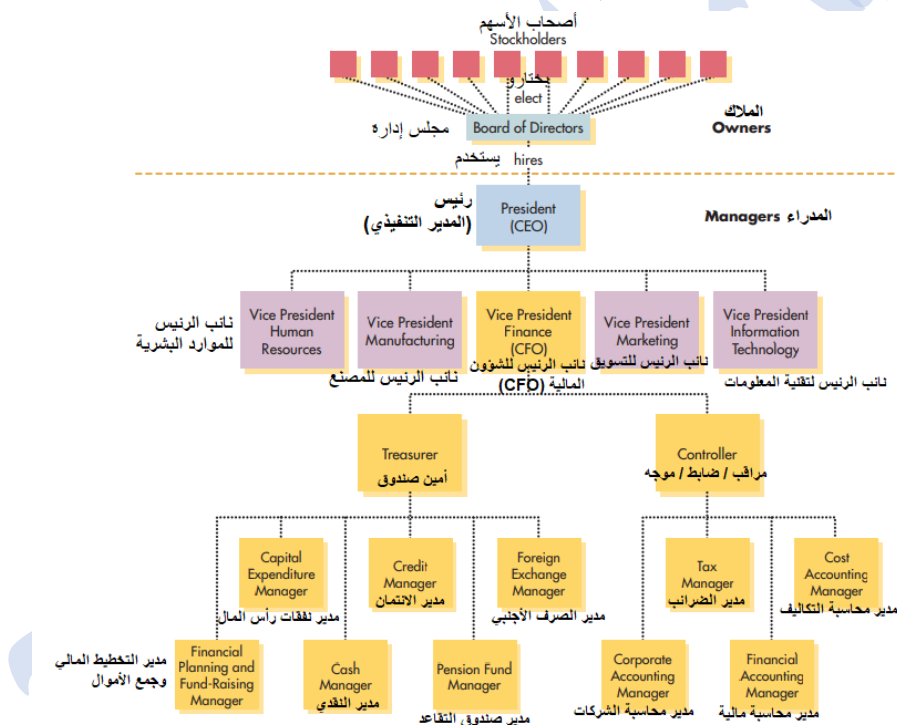 أصحاب الأسهم
Stockholders
يختارو
elect
الملاك
Owners
مجلس إدارة
Board of Directors
يستخدم
hires
رئيس
(المدير التنفيذي)
President
(CEO)
Managers المدراء
نائب الرئيس
للموارد البشرية
Vice President
Human
Resources
Vice President
Manufacturing
نائب الرئيس للمصنع
Vice President
Finance
(CFO)
نائب الرئيس للشؤون
المالية (CFO)
Vice President
Marketing
نائب الرئيس للتسويق
Vice President
Information
Technology
نائب الرئيس لتقنية المعلومات
Treasurer
أمين صندوق
Controller
مراقب / ضابط / موجه
Capital
Expenditure
Manager
مدير نفقات رأس المال
Credit
Manager
مدير الائتمان
Foreign
Exchange
Manager
مدير الصرف الأجنبي
Tax
Manager
مدير الضرائب
Cost
Accounting
Manager
مدير محاسبة التكاليف
مدير التخطيط المالي
وجمع الأموال
Financial
Planning and
Fund-Raising
Manager
Cash
Manager
مدير النقدي
Pension Fund
Manager
مدير صندوق التقاعد
Corporate
Accounting
Manager
مدير محاسبة الشركات
Financial
Accounting
Manager
مدير محاسبة مالية